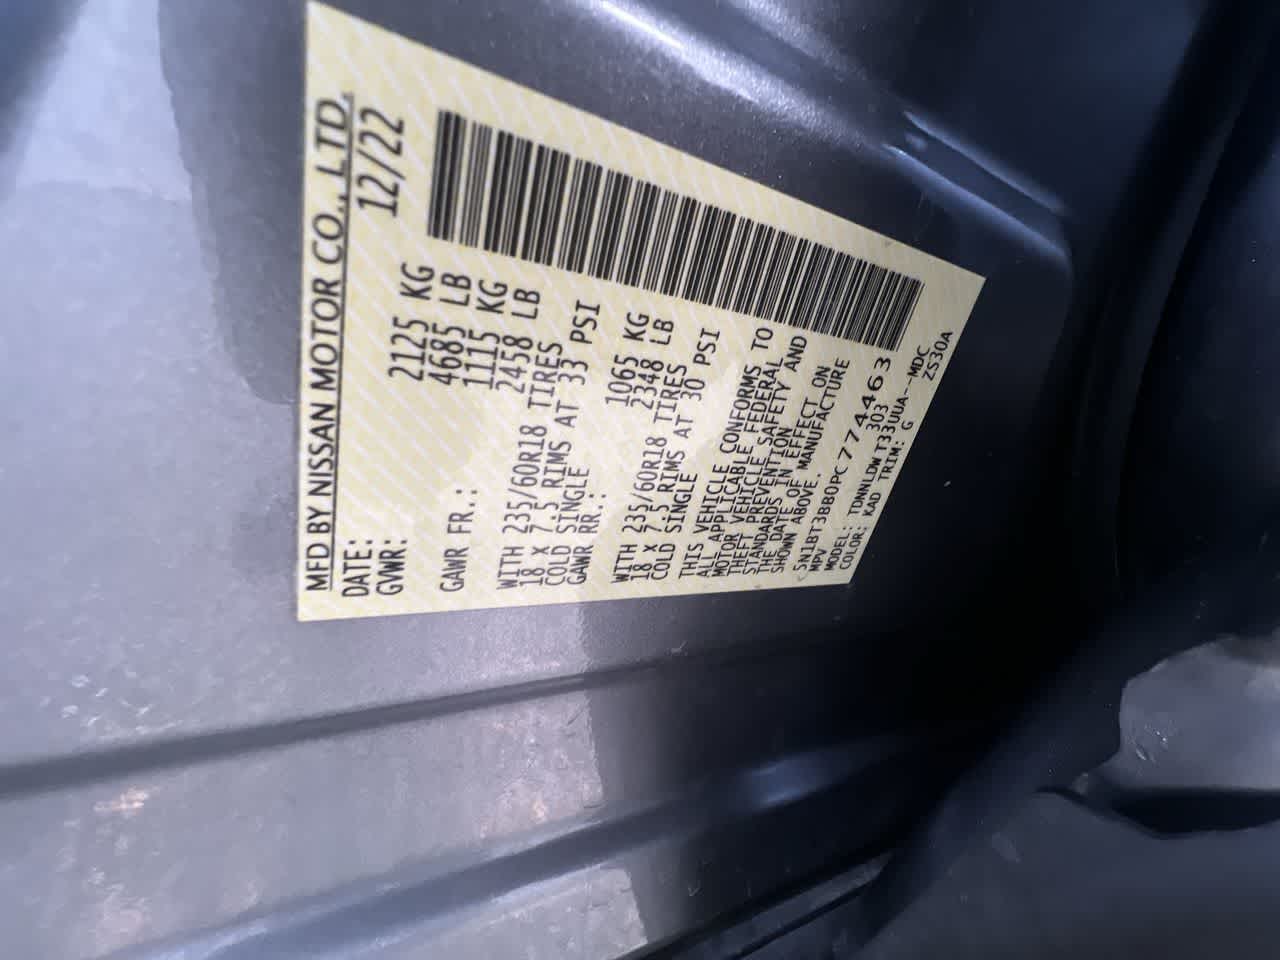 MFD BY NISSAN MOTOR CO., LTD.
DATE: 12/22
GVWR: 2125 KG
4685 LB
GAWR FR.: 1115 KG
2458 LB
WITH 235/60R18 TIRES
18 X 7.5 RIMS AT 33 PSI
COLD SINGLE
GAWR RR.: 1065 KG
2348 LB
WITH 235/60R18 TIRES
18 X 7.5 RIMS AT 30 PSI
COLD SINGLE
THIS VEHICLE CONFORMS TO
ALL APPLICABLE FEDERAL
MOTOR VEHICLE SAFETY AND
THEFT PREVENTION
STANDARDS IN EFFECT ON
THE DATE OF MANUFACTURE
SHOWN ABOVE.
5N1BT3BB0PC774463
MPV 303
MODEL: TDNNLDW T33UUA--MDC
COLOR: KAD TRIM: G ZS30A